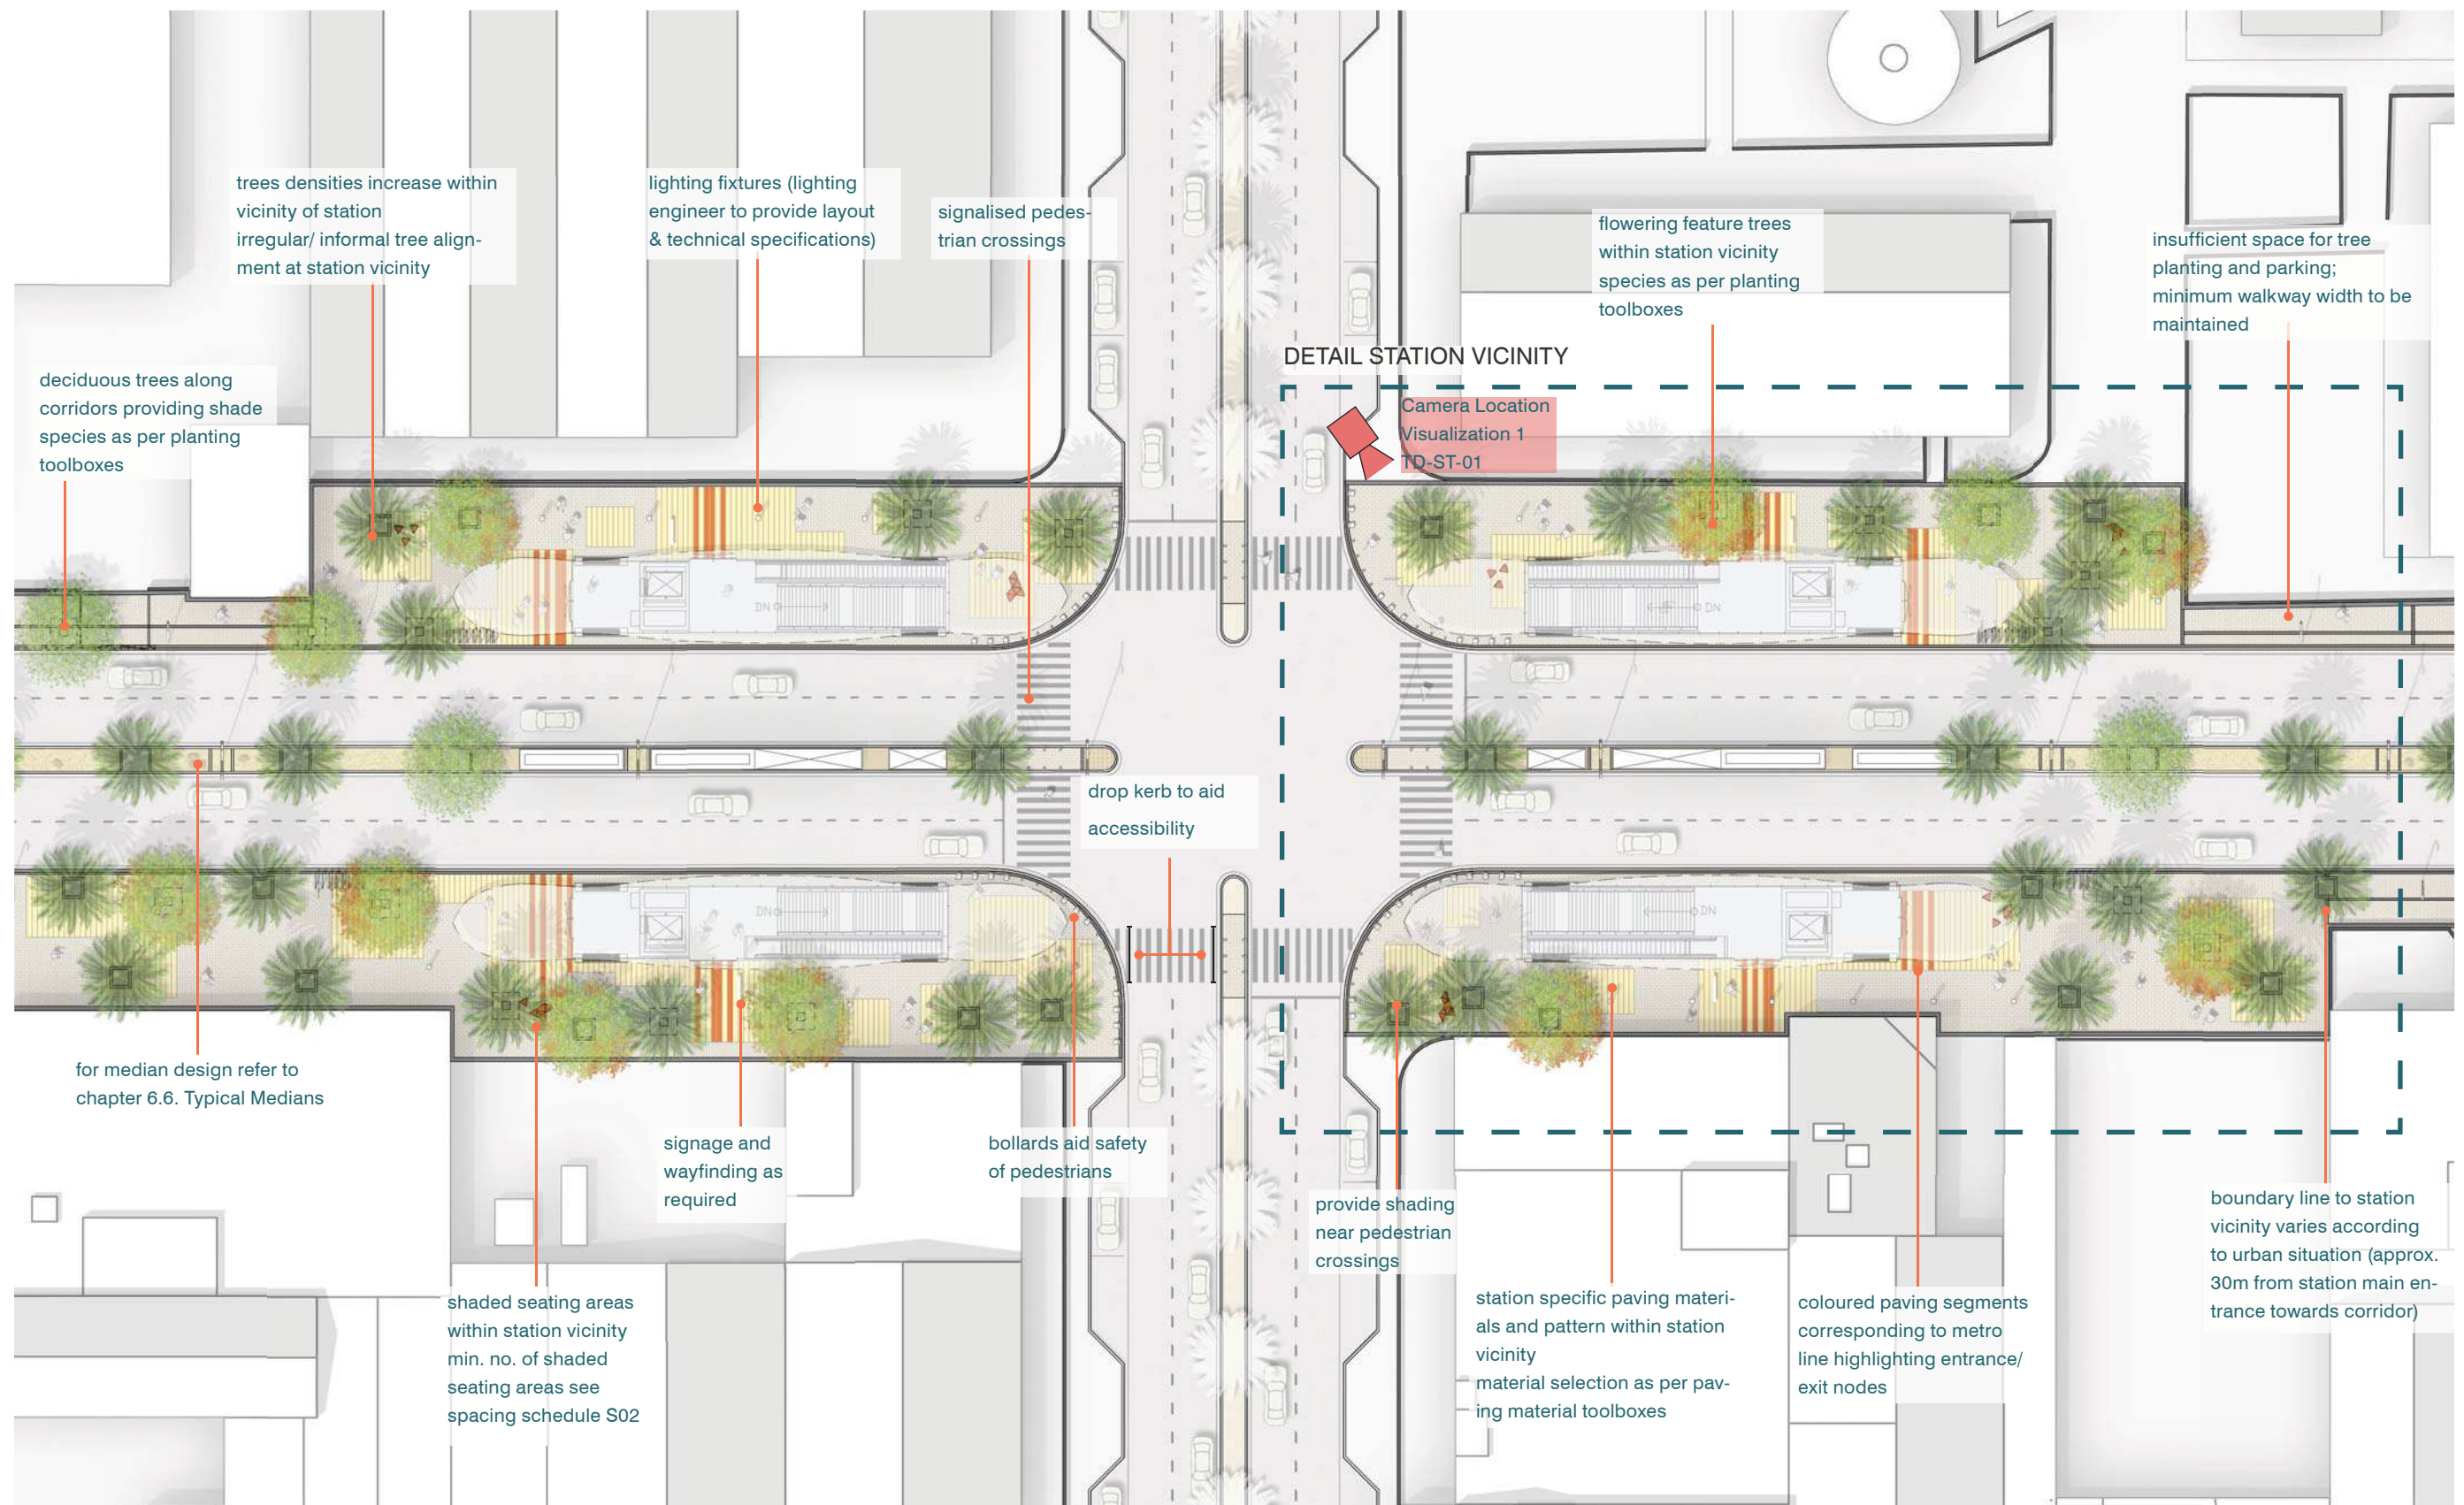 trees densities increase within
vicinity of station
irregular/ informal tree align-
ment at station vicinity
lighting fixtures (lighting
engineer to provide layout
& technical specifications)
signalised pedes-
trian crossings
flowering feature trees
within station vicinity
species as per planting
toolboxes
insufficient space for tree
planting and parking;
minimum walkway width to be
maintained
deciduous trees along
corridors providing shade
species as per planting
toolboxes
DETAIL STATION VICINITY
Camera Location
Visualization 1
TD-ST-01
DN
DN
drop kerb to aid
accessibility
DN
DN
for median design refer to
chapter 6.6. Typical Medians
signage and
wayfinding as
required
bollards aid safety
of pedestrians
provide shading
near pedestrian
crossings
boundary line to station
vicinity varies according
to urban situation (approx.
30m from station main en-
trance towards corridor)
shaded seating areas
within station vicinity
min. no. of shaded
seating areas see
spacing schedule S02
station specific paving materi-
als and pattern within station
vicinity
material selection as per pav-
ing material toolboxes
coloured paving segments
corresponding to metro
line highlighting entrance/
exit nodes